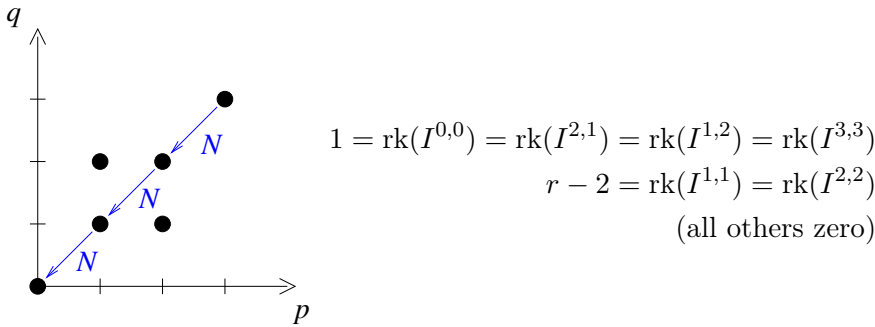 q
N
N
N
p
1 = rk(I^{0,0}) = rk(I^{2,1}) = rk(I^{1,2}) = rk(I^{3,3})
r − 2 = rk(I^{1,1}) = rk(I^{2,2})
(all others zero)